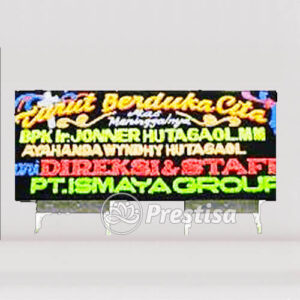 Turut Berduka Cita
Atas
Meninggalnya
BPK Ir. JONNER HUTAGAOL.MM
AYAHANDA WYNDHY HUTAGAOL
DIREKSI & STAFF
PT. ISMAYA GROUP
Prestisa